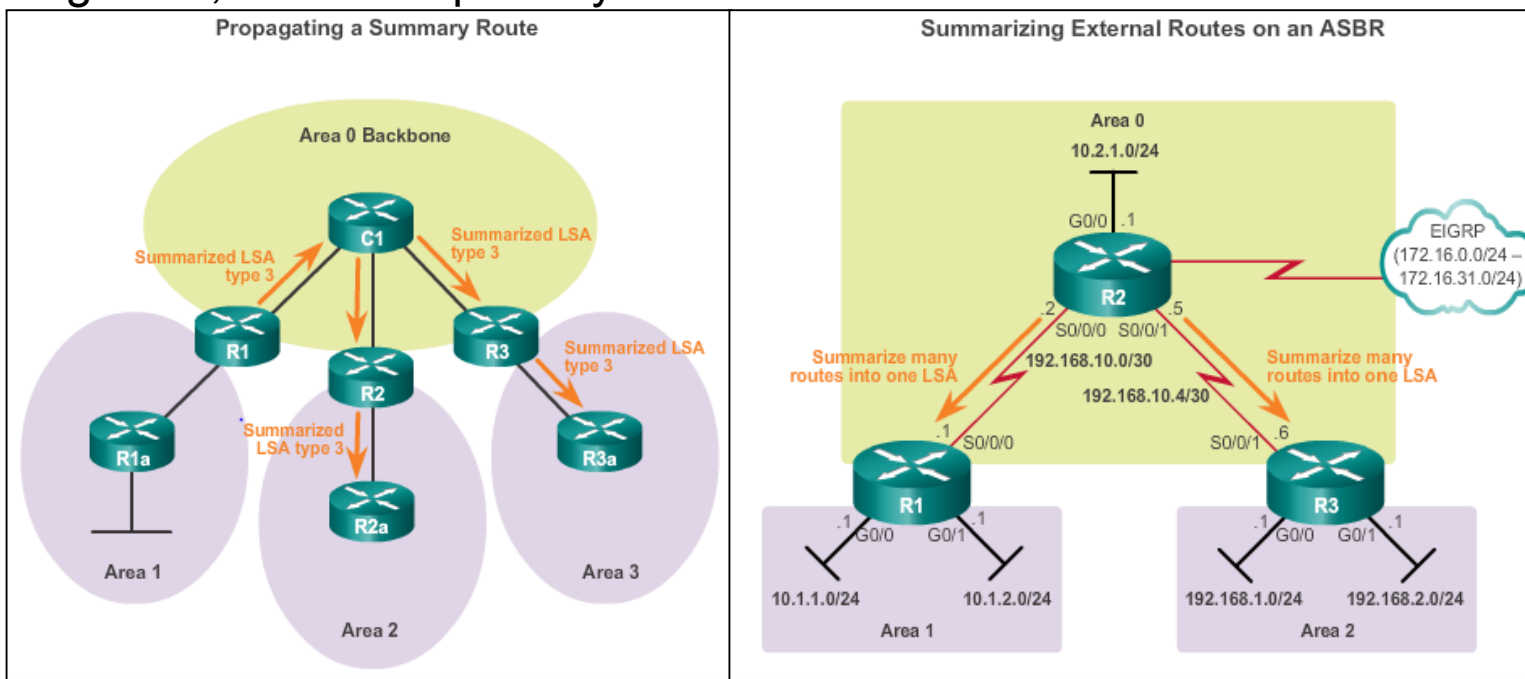 Propagating a Summary Route
Area 0 Backbone
C1
Summarized LSA
type 3
Summarized LSA
type 3
R1
R3
Summarized LSA
type 3
R2
Summarized
LSA type 3
R1a
R3a
R2a
Area 1
Area 3
Area 2
Summarizing External Routes on an ASBR
Area 0
10.2.1.0/24
G0/0
.1
EIGRP
(172.16.0.0/24 –
172.16.31.0/24)
R2
.2
.5
S0/0/0
S0/0/1
Summarize many
routes into one LSA
192.168.10.0/30
Summarize many
routes into one LSA
192.168.10.4/30
.1
S0/0/0
S0/0/1
.6
R1
R3
.1
G0/0
G0/1
.1
.1
G0/0
G0/1
.1
10.1.1.0/24
10.1.2.0/24
192.168.1.0/24
192.168.2.0/24
Area 1
Area 2